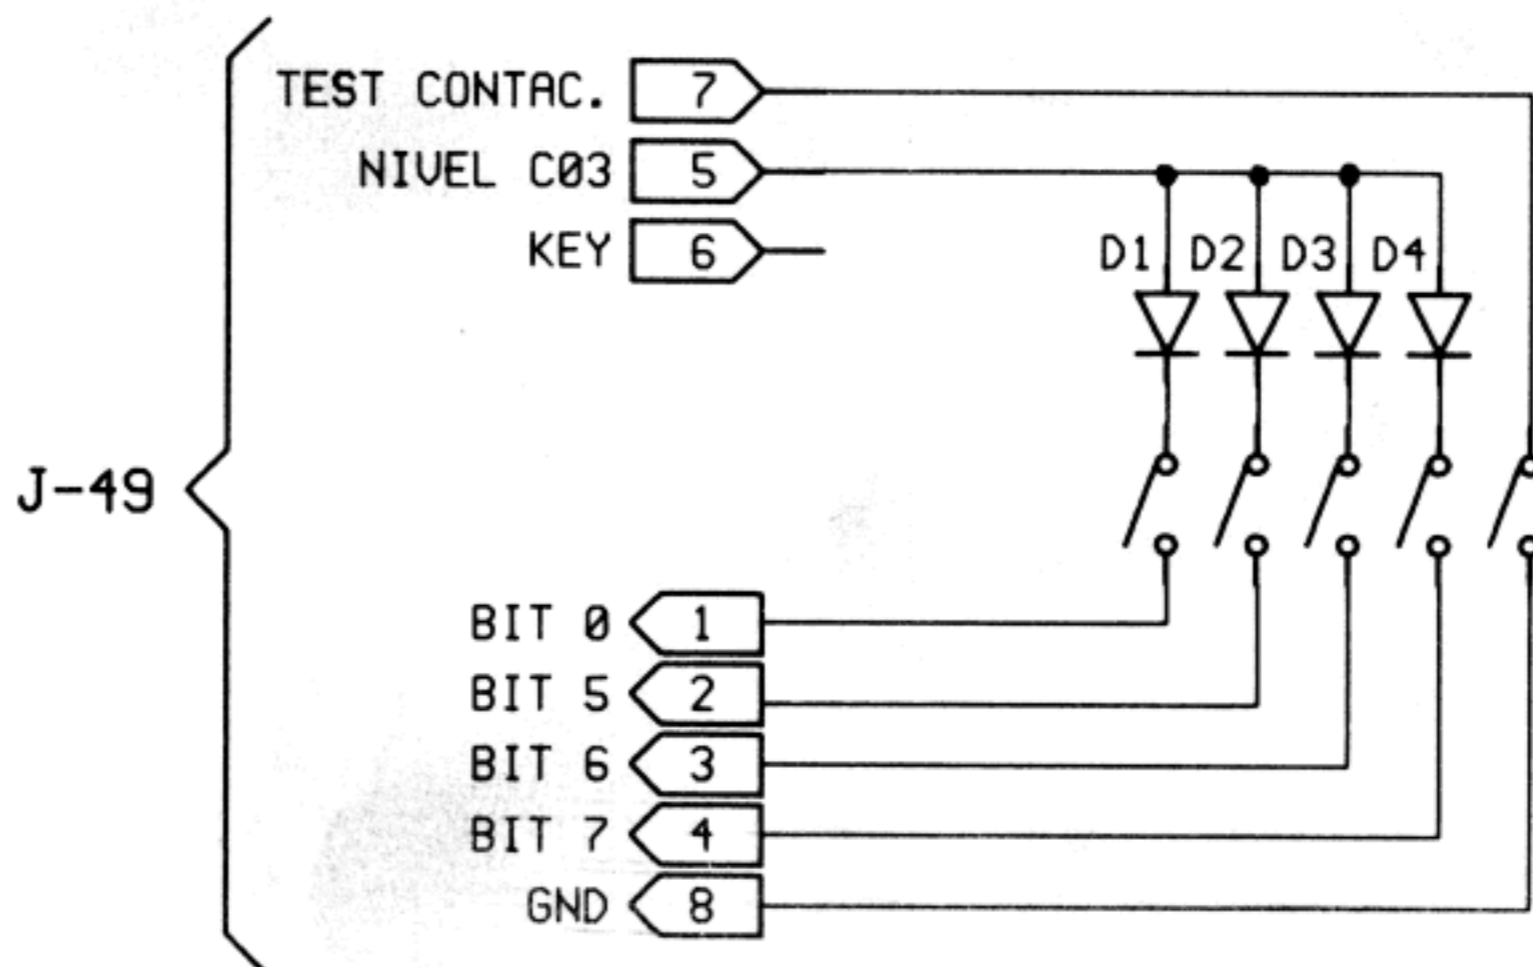 TEST CONTAC. 7
NIVEL C03 5
KEY 6
D1 D2 D3 D4
J-49
BIT 0 1
BIT 5 2
BIT 6 3
BIT 7 4
GND 8